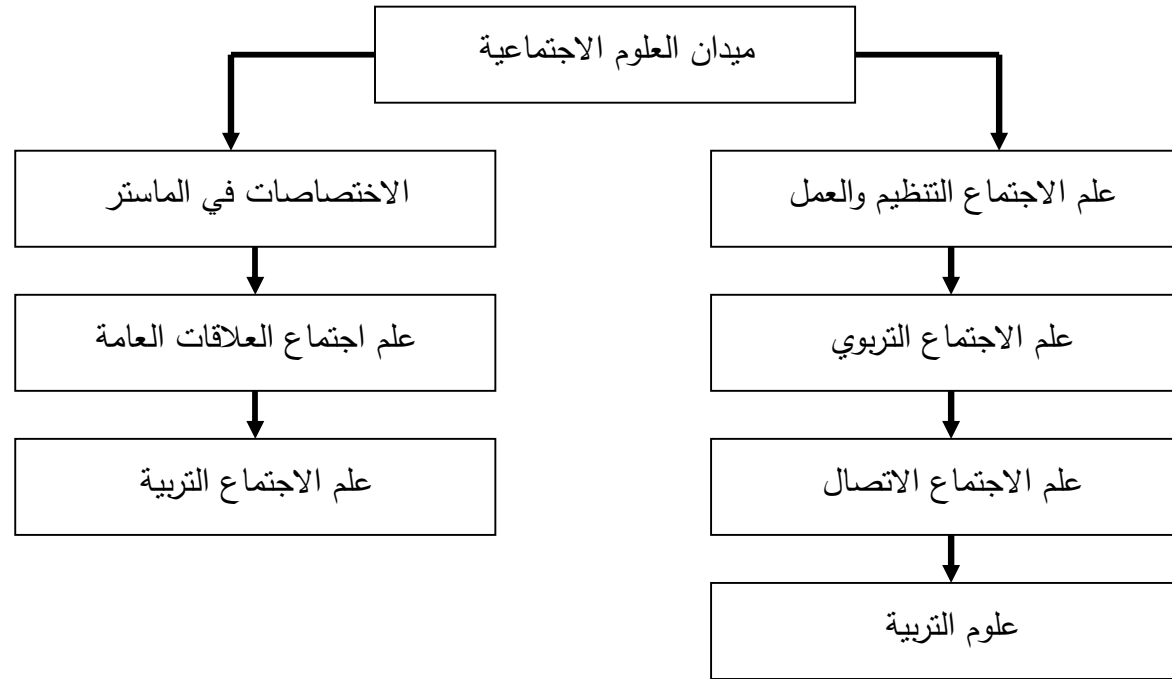 ميدان العلوم الاجتماعية
علم الاجتماع التنظيم والعمل
الاختصاصات في الماستر
علم الاجتماع التربوي
علم اجتماع العلاقات العامة
علم الاجتماع الاتصال
علم الاجتماع التربية
علوم التربية